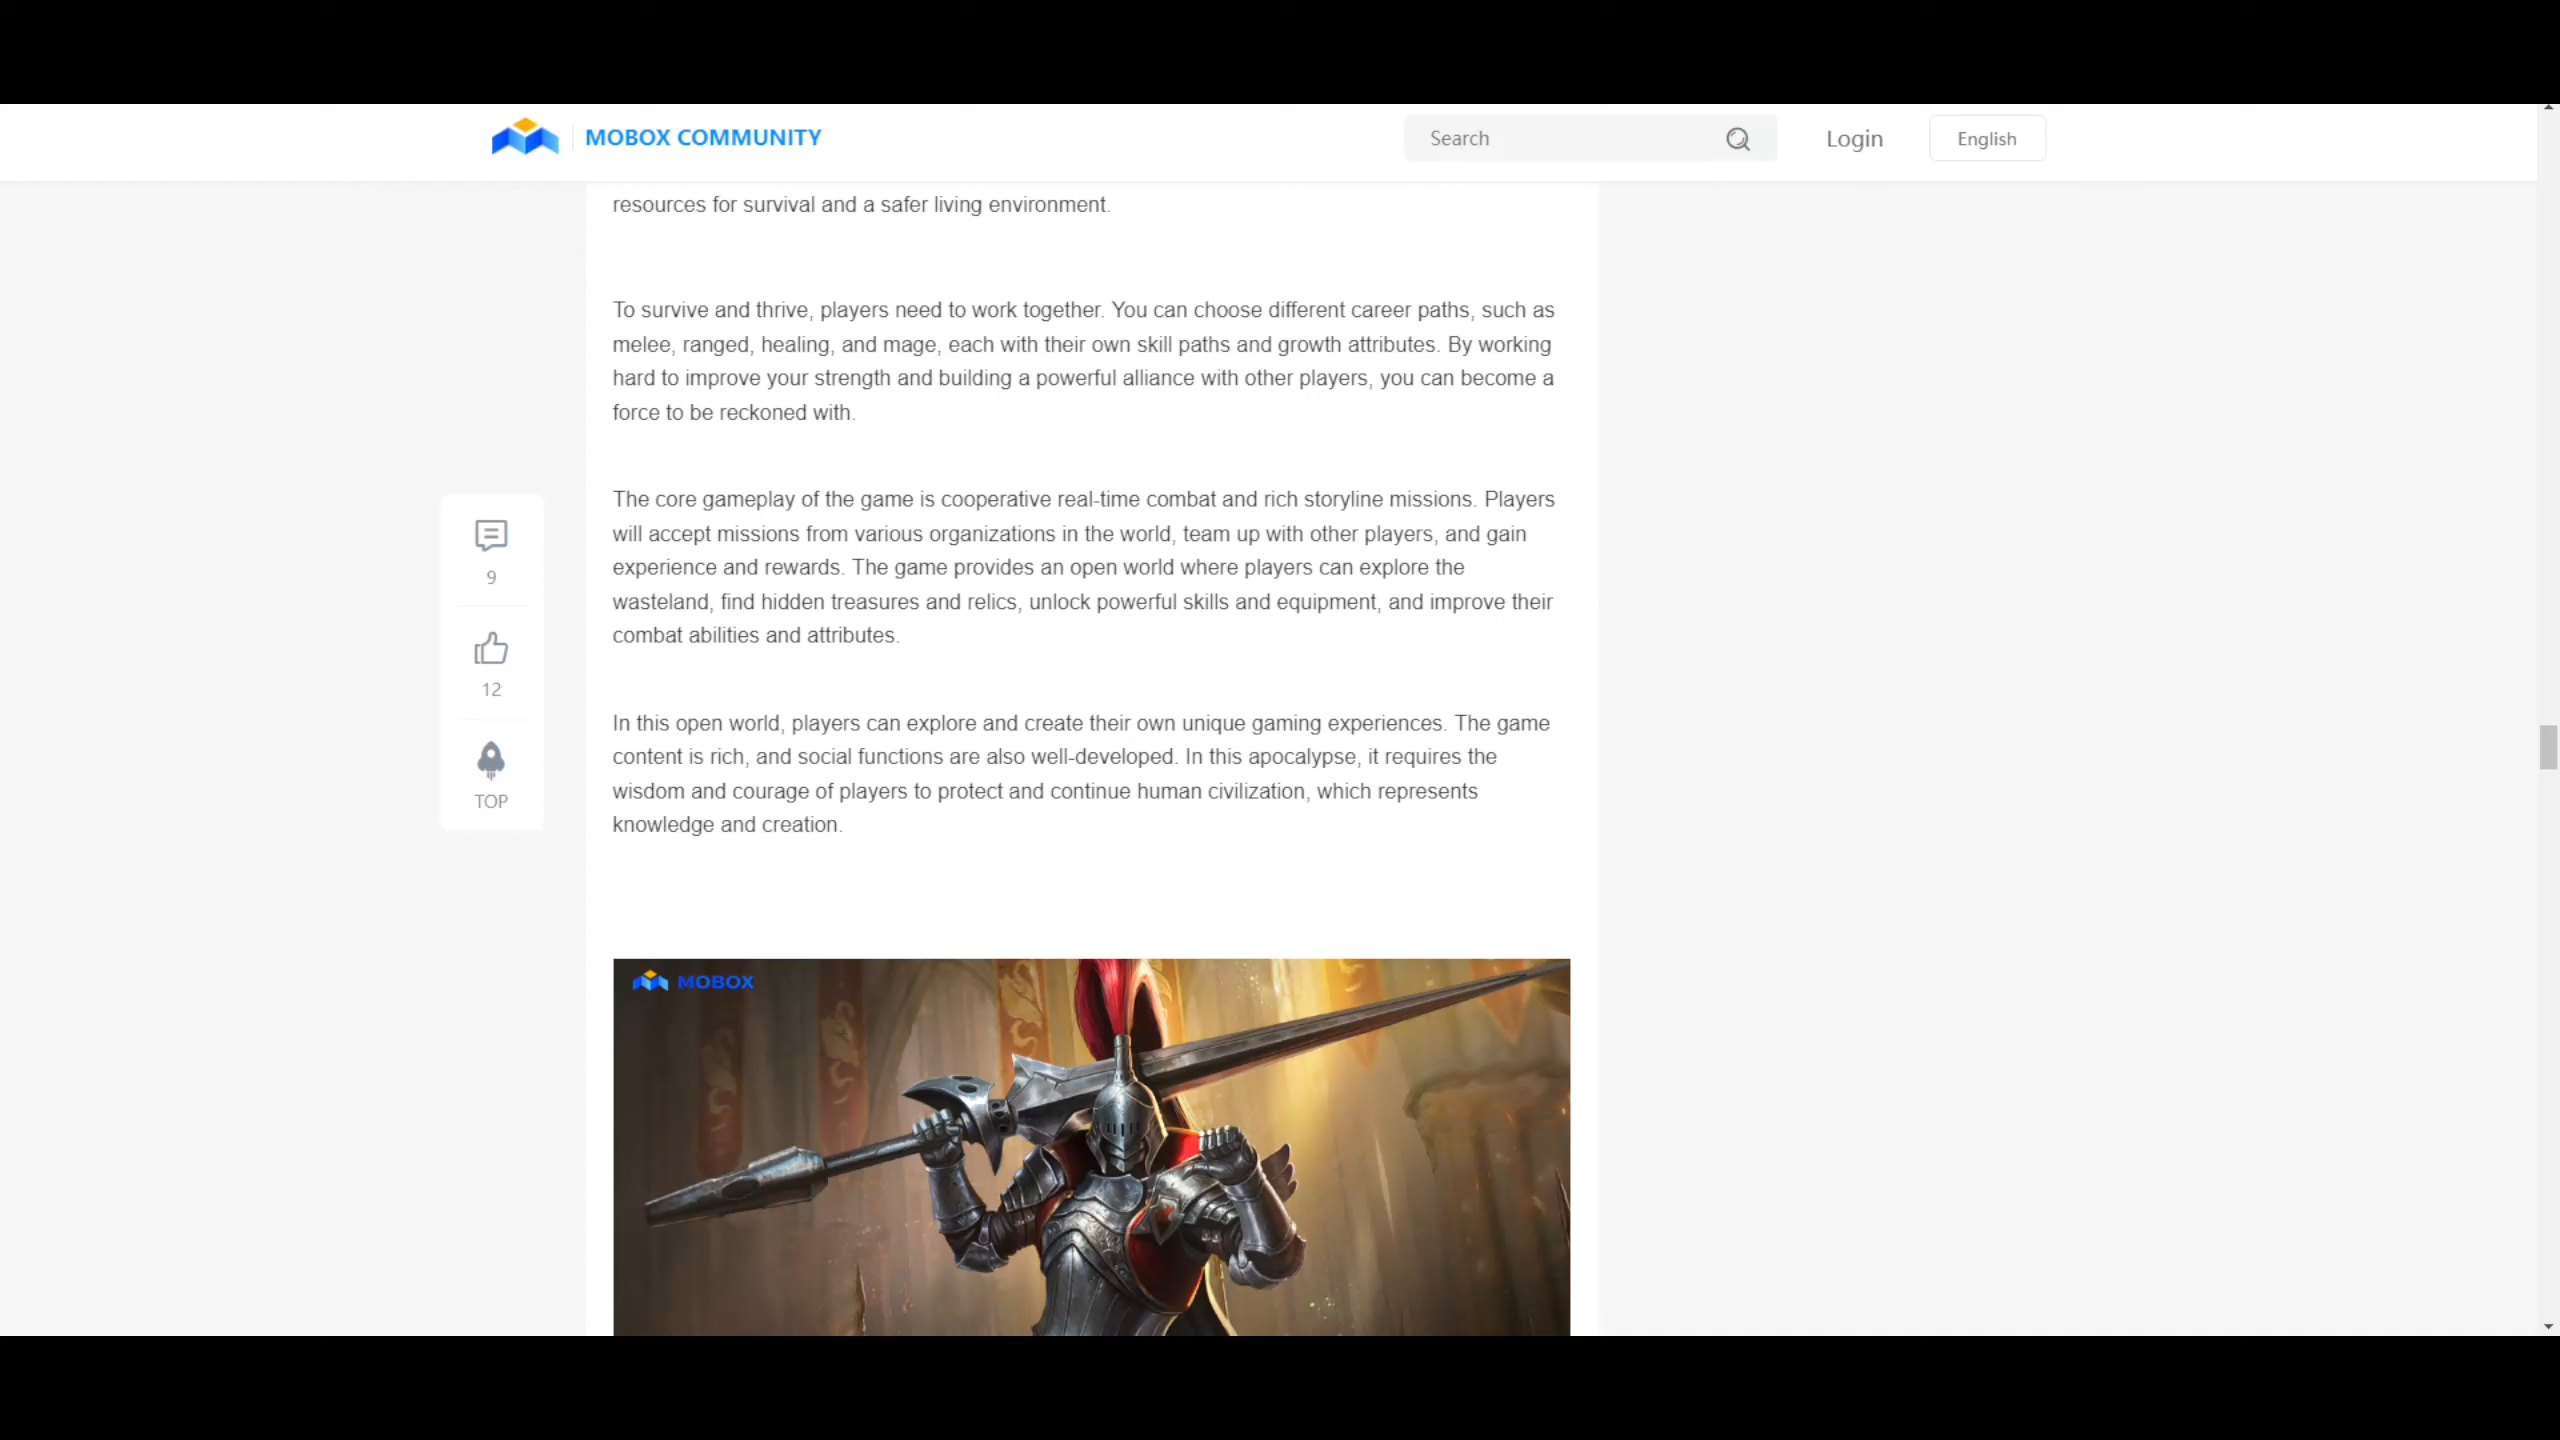 MOBOX COMMUNITY
Search
Login
English
resources for survival and a safer living environment.
To survive and thrive, players need to work together. You can choose different career paths, such as
melee, ranged, healing, and mage, each with their own skill paths and growth attributes. By working
hard to improve your strength and building a powerful alliance with other players, you can become a
force to be reckoned with.
The core gameplay of the game is cooperative real-time combat and rich storyline missions. Players
will accept missions from various organizations in the world, team up with other players, and gain
experience and rewards. The game provides an open world where players can explore the
wasteland, find hidden treasures and relics, unlock powerful skills and equipment, and improve their
combat abilities and attributes.
9
12
TOP
In this open world, players can explore and create their own unique gaming experiences. The game
content is rich, and social functions are also well-developed. In this apocalypse, it requires the
wisdom and courage of players to protect and continue human civilization, which represents
knowledge and creation.
MOBOX